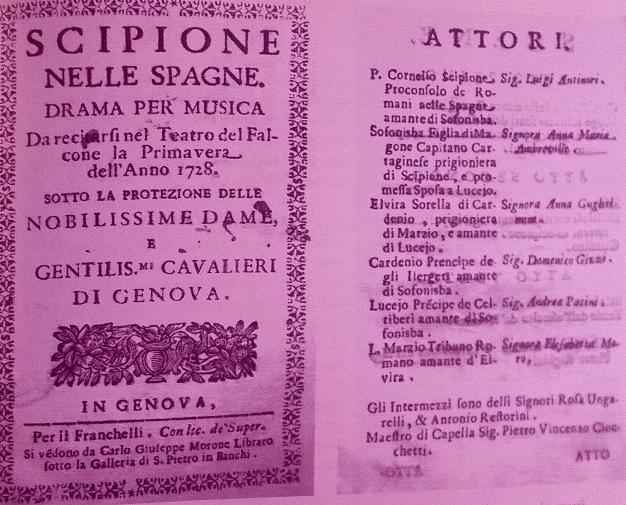 SCIPIONE
NELLE SPAGNE.
DRAMA PER MUSICA
Da recitarsi nel Teatro del Fal-
cone la Primavera
dell'Anno 1728.
SOTTO LA PROTEZIONE DELLE
NOBILISSIME DAME,
E
GENTILIS.MI CAVALIERI
DI GENOVA.
IN GENOVA,
Per il Franchelli. Con lic. de' Super.
Si védono da Carlo Giuseppe Morone Libraro
sotto la Galleria di S. Pietro in Banchi.
ATTORI.
P. Cornelio Scipione Sig. Luigi Antinori.
Proconsolo de Ro-
mani nelle Spagne
amante di Sofonisba.
Sofonisba Figlia di Ma- Signora Anna Maria
gone Capitano Car- Ambreville.
taginese prigioniera
di Scipione, e pro-
messa Sposa a Lucejo.
Elvira Sorella di Car- Signora Anna Gugliel-
denio, prigioniera mini.
di Marzio, e amante
di Lucejo.
Cardenio Prencipe de- Sig. Domenico Gizzi.
gli Ilergeti amante
di Sofonisba.
Lucejo Précipe de Cel- Sig. Andrea Pacini.
tiberi amante di So-
fonisba.
L. Marzio Tribuno Ro- Signora Elisabetta Mo-
mano amante d'El- ro,
vira.
Gli Intermezzi sono delli Signori Rosa Unga-
relli, & Antonio Restorini.
Maestro di Capella Sig. Pietro Vincenzo Chioc-
chetti.
ATTO